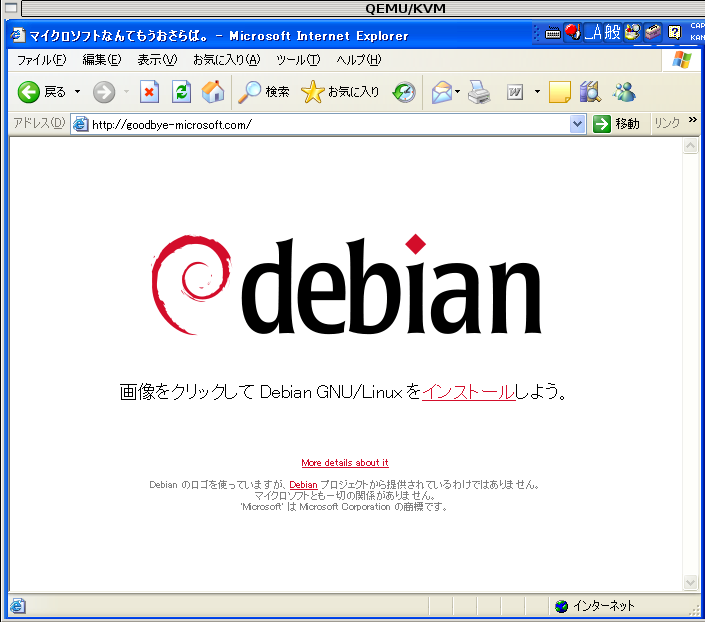 QEMU/KVM
マイクロソフトなんてもうおさらば。 - Microsoft Internet Explorer
_A 般
CAP
KAN
ファイル(F) 編集(E) 表示(V) お気に入り(A) ツール(T) ヘルプ(H)
戻る 検索 お気に入り W
アドレス(D) http://goodbye-microsoft.com/ 移動 リンク »
debian
画像をクリックして Debian GNU/Linux をインストールしよう。
More details about it
Debian のロゴを使っていますが、Debian プロジェクトから提供されているわけではありません。
マイクロソフトとも一切の関係がありません。
'Microsoft' は Microsoft Corporation の商標です。
インターネット